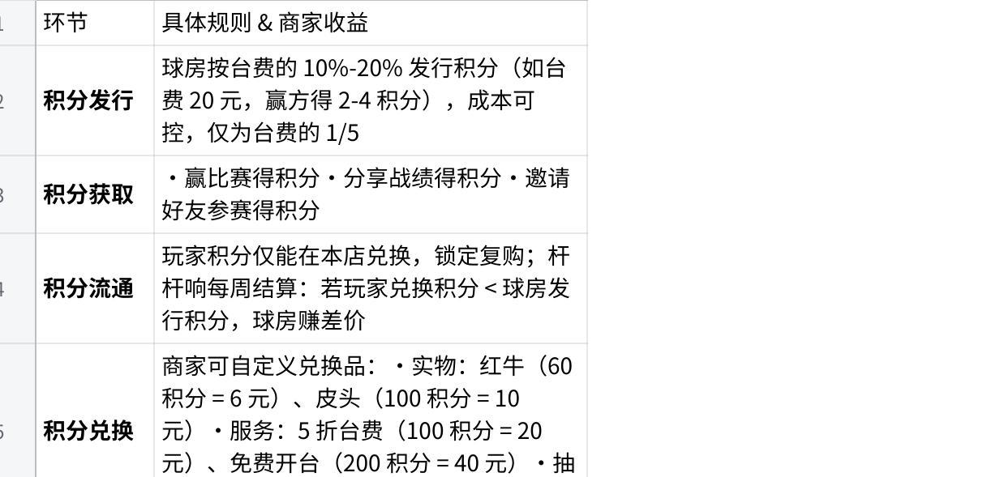 1
环节
具体规则 & 商家收益
2
积分发行
球房按台费的 10%-20% 发行积分（如台
费 20 元，赢方得 2-4 积分），成本可
控，仅为台费的 1/5
3
积分获取
・赢比赛得积分・分享战绩得积分・邀请
好友参赛得积分
4
积分流通
玩家积分仅能在本店兑换，锁定复购；杆
杆响每周结算：若玩家兑换积分 < 球房发
行积分，球房赚差价
5
积分兑换
商家可自定义兑换品：・实物：红牛（60
积分 = 6 元）、皮头（100 积分 = 10
元）・服务：5 折台费（100 积分 = 20
元）、免费开台（200 积分 = 40 元）・抽